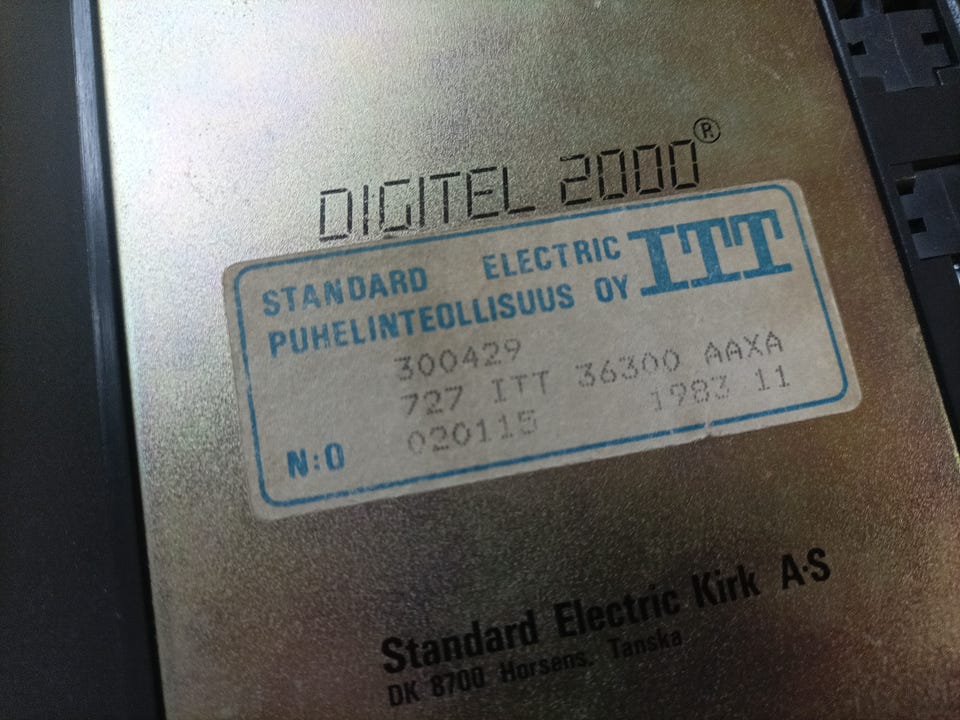 DIGITEL 2000®
STANDARD ELECTRIC ITT
PUHELINTEOLLISUUS OY
300429
727 ITT 36300 AAXA
N:O 020115 1983 11
Standard Electric Kirk A·S
DK 8700 Horsens. Tanska